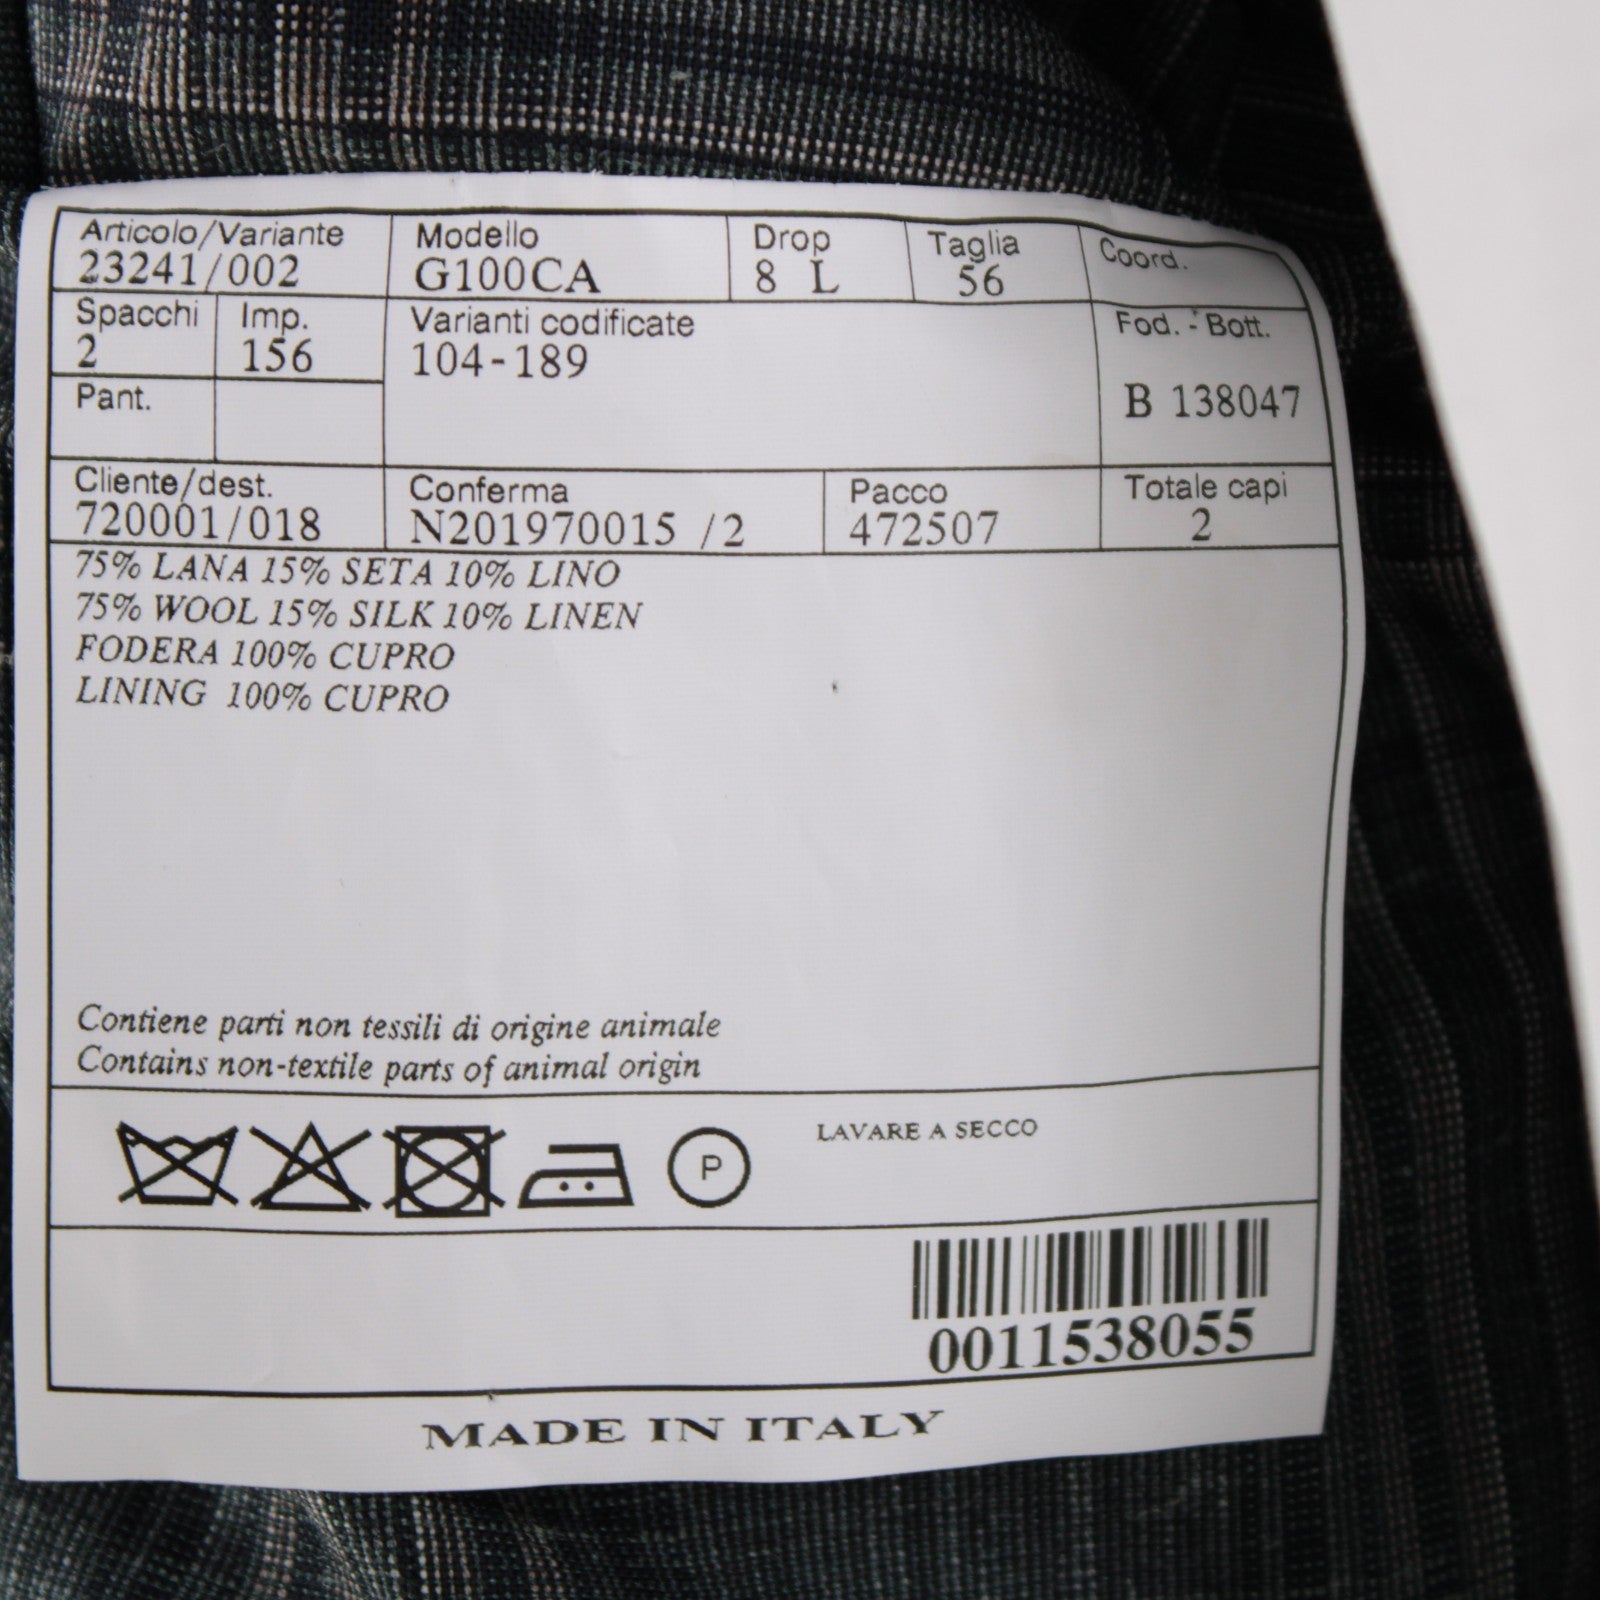 Articolo/Variante Modello Drop Taglia Coord.
23241/002 G100CA 8 L 56
Spacchi Imp. Varianti codificate Fod. - Bott.
2 156 104-189
Pant. B 138047
Cliente/dest. Conferma Pacco Totale capi
720001/018 N201970015 /2 472507 2
75% LANA 15% SETA 10% LINO
75% WOOL 15% SILK 10% LINEN
FODERA 100% CUPRO
LINING 100% CUPRO
Contiene parti non tessili di origine animale
Contains non-textile parts of animal origin
P LAVARE A SECCO
0011538055
MADE IN ITALY